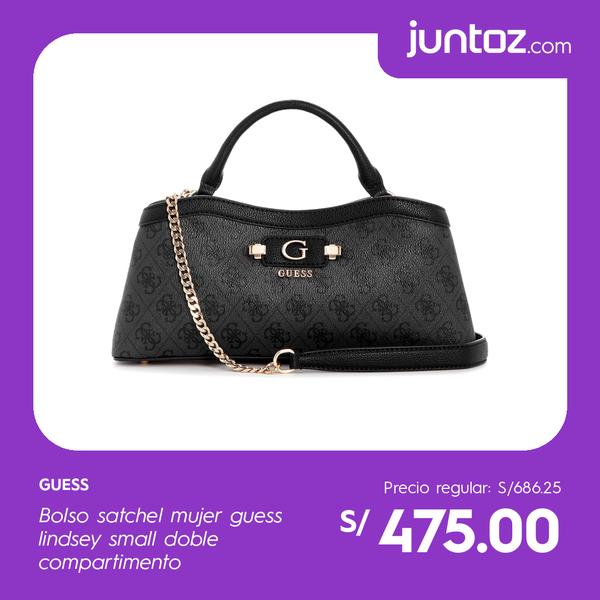 juntoz.com
G
GUESS
GUESS
Bolso satchel mujer guess
lindsey small doble
compartimento
Precio regular: S/686.25
S/ 475.00